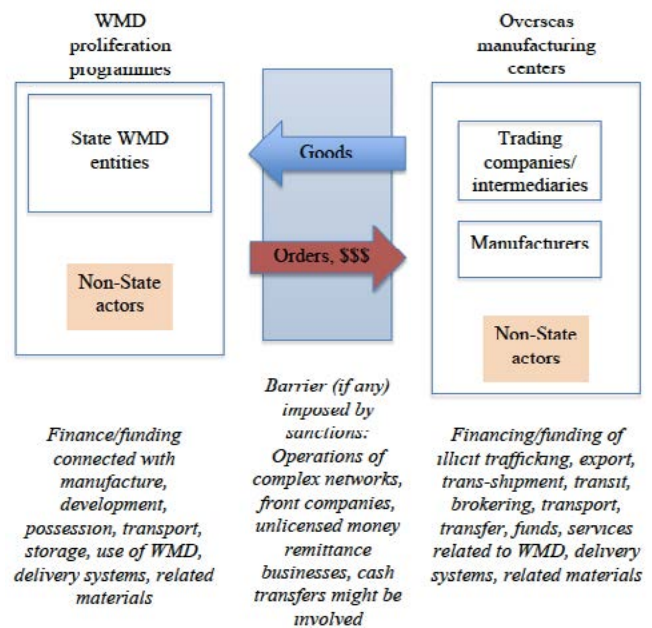 WMD
proliferation
programmes
State WMD
entities
Non-State
actors
Goods
Orders, $$$
Overseas
manufacturing
centers
Trading
companies/
intermediaries
Manufacturers
Non-State
actors
Finance/funding
connected with
manufacture,
development,
possession, transport,
storage, use of WMD,
delivery systems, related
materials
Barrier (if any)
imposed by
sanctions:
Operations of
complex networks,
front companies,
unlicensed money
remittance
businesses, cash
transfers might be
involved
Financing/funding of
illicit trafficking, export,
trans-shipment, transit,
brokering, transport,
transfer, funds, services
related to WMD, delivery
systems, related materials